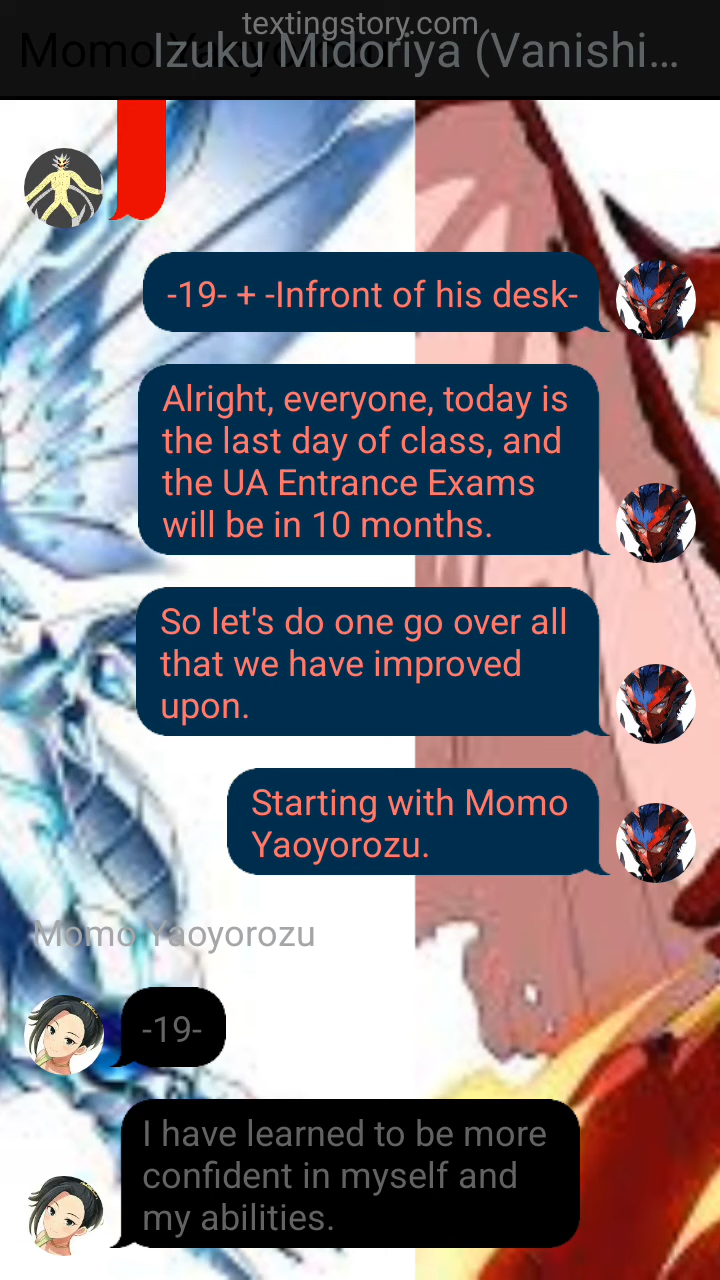 textingstory.com
Momo Yaoyorozu
Izuku Midoriya (Vanishi...
-19- + -Infront of his desk-
Alright, everyone, today is
the last day of class, and
the UA Entrance Exams
will be in 10 months.
So let's do one go over all
that we have improved
upon.
Starting with Momo
Yaoyorozu.
Momo Yaoyorozu
-19-
I have learned to be more
confident in myself and
my abilities.